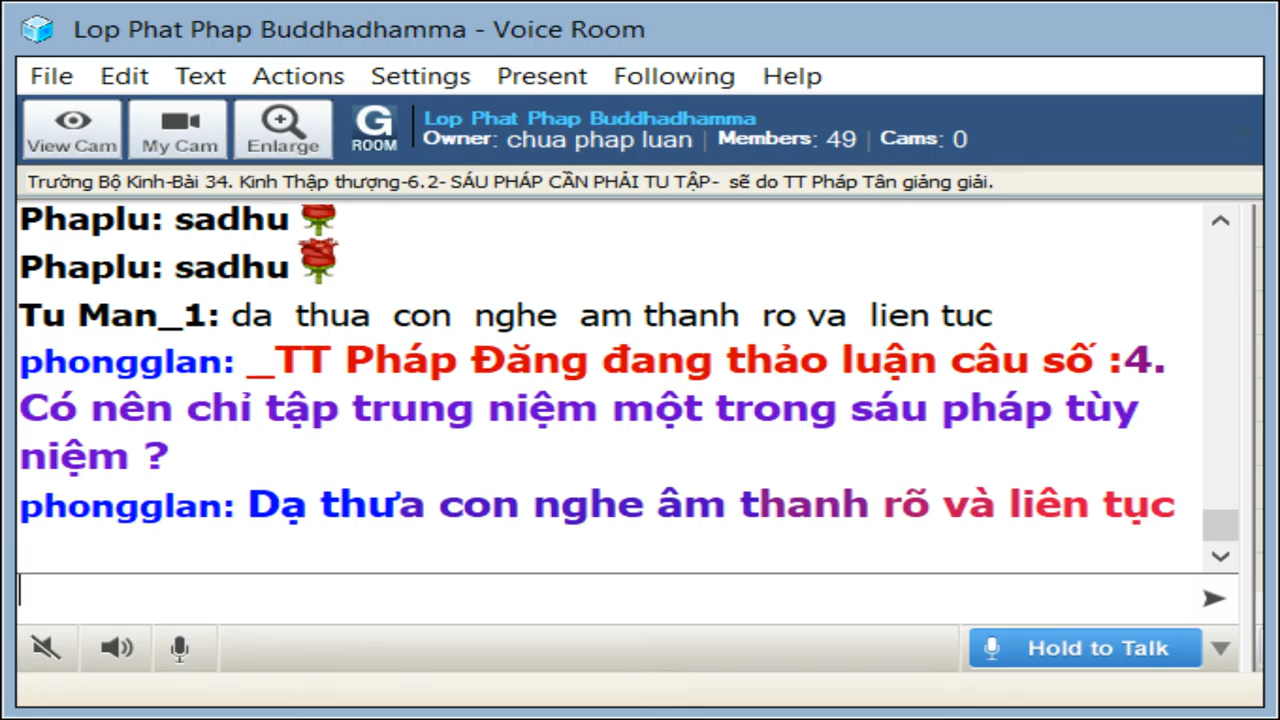 Lop Phat Phap Buddhadhamma - Voice Room
File Edit Text Actions Settings Present Following Help
View Cam My Cam Enlarge G ROOM
Lop Phat Phap Buddhadhamma
Owner: chua phap luan | Members: 49 | Cams: 0
Trường Bộ Kinh-Bài 34. Kinh Thập thượng-6.2- SÁU PHÁP CẦN PHẢI TU TẬP- sẽ do TT Pháp Tân giảng giải.
Phaplu: sadhu
Phaplu: sadhu
Tu Man_1: da thua con nghe am thanh ro va lien tuc
phongglan: _TT Pháp Đăng đang thảo luận câu số :4.
Có nên chỉ tập trung niệm một trong sáu pháp tùy
niệm ?
phongglan: Dạ thưa con nghe âm thanh rõ và liên tục
Hold to Talk